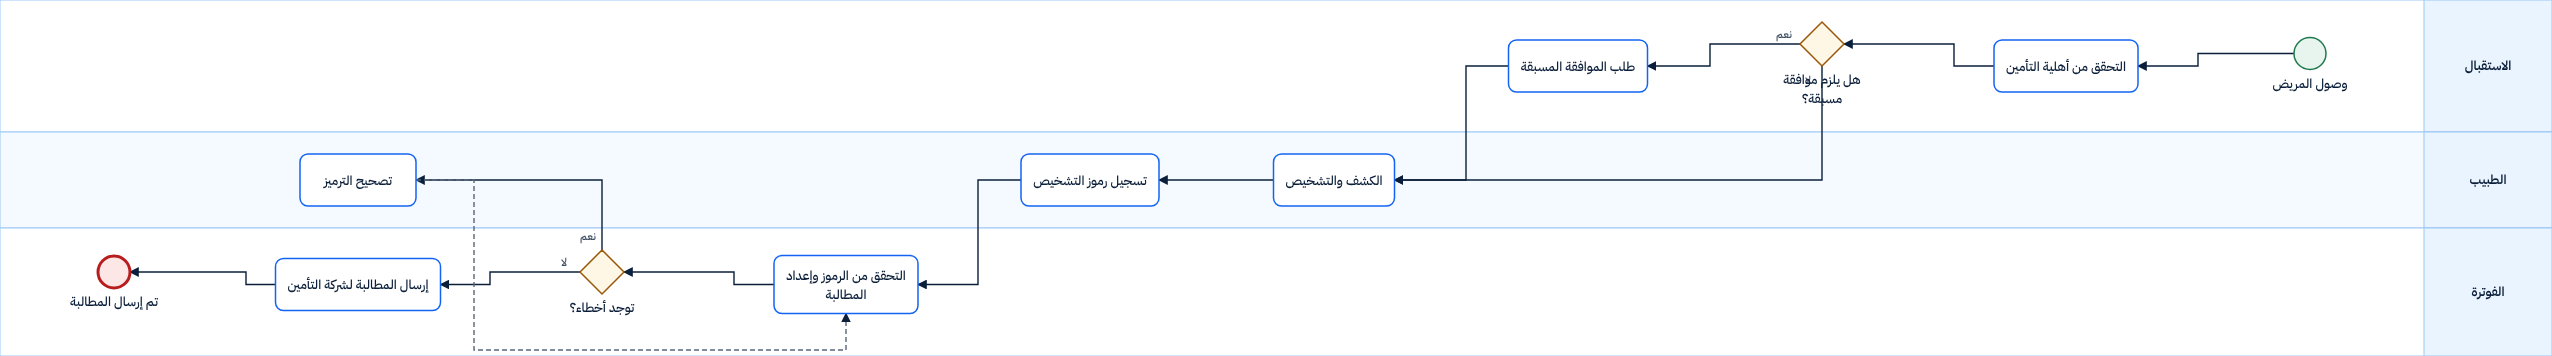 الاستقبال
وصول المريض
التحقق من أهلية التأمين
هل يلزم موافقة
مسبقة؟
نعم
طلب الموافقة المسبقة
الطبيب
الكشف والتشخيص
تسجيل رموز التشخيص
تصحيح الترميز
الفوترة
التحقق من الرموز وإعداد
المطالبة
توجد أخطاء؟
نعم
لا
إرسال المطالبة لشركة التأمين
تم إرسال المطالبة